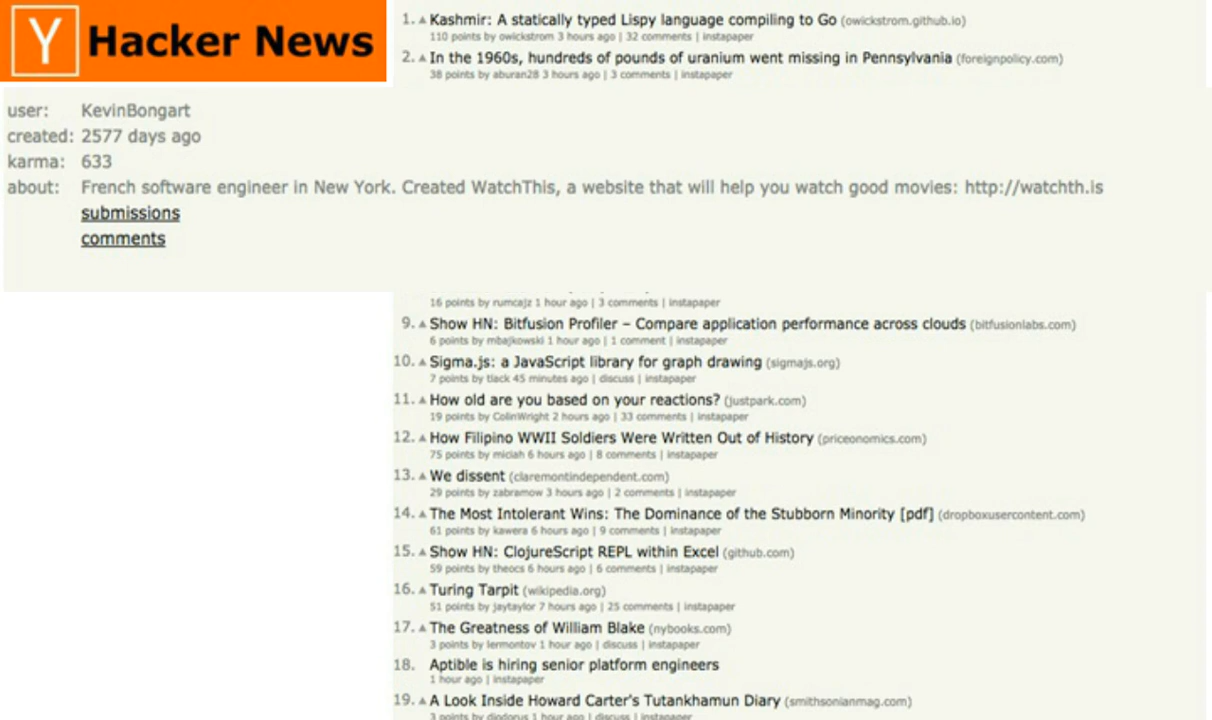 Y Hacker News
1. Kashmir: A statically typed Lispy language compiling to Go (owickstrom.github.io)
110 points by owickstrom 3 hours ago | 32 comments | instapaper
2. In the 1960s, hundreds of pounds of uranium went missing in Pennsylvania (foreignpolicy.com)
38 points by aburan28 3 hours ago | 3 comments | instapaper
user: KevinBongart
created: 2577 days ago
karma: 633
about: French software engineer in New York. Created WatchThis, a website that will help you watch good movies: http://watchth.is
submissions
comments
16 points by rumcajz 1 hour ago | 3 comments | instapaper
9. Show HN: Bitfusion Profiler – Compare application performance across clouds (bitfusionlabs.com)
6 points by mbajkowski 1 hour ago | 1 comment | instapaper
10. Sigma.js: a JavaScript library for graph drawing (sigmajs.org)
7 points by tlack 45 minutes ago | discuss | instapaper
11. How old are you based on your reactions? (justpark.com)
19 points by ColinWright 2 hours ago | 33 comments | instapaper
12. How Filipino WWII Soldiers Were Written Out of History (priceonomics.com)
75 points by miciah 6 hours ago | 8 comments | instapaper
13. We dissent (claremontindependent.com)
29 points by zabramow 3 hours ago | 2 comments | instapaper
14. The Most Intolerant Wins: The Dominance of the Stubborn Minority [pdf] (dropboxusercontent.com)
61 points by kawera 6 hours ago | 9 comments | instapaper
15. Show HN: ClojureScript REPL within Excel (github.com)
59 points by theocs 6 hours ago | 6 comments | instapaper
16. Turing Tarpit (wikipedia.org)
51 points by jaytaylor 7 hours ago | 25 comments | instapaper
17. The Greatness of William Blake (nybooks.com)
3 points by lermontov 1 hour ago | discuss | instapaper
18. Aptible is hiring senior platform engineers
1 hour ago | instapaper
19. A Look Inside Howard Carter's Tutankhamun Diary (smithsonianmag.com)
3 points by diodorus 1 hour ago | discuss | instapaper